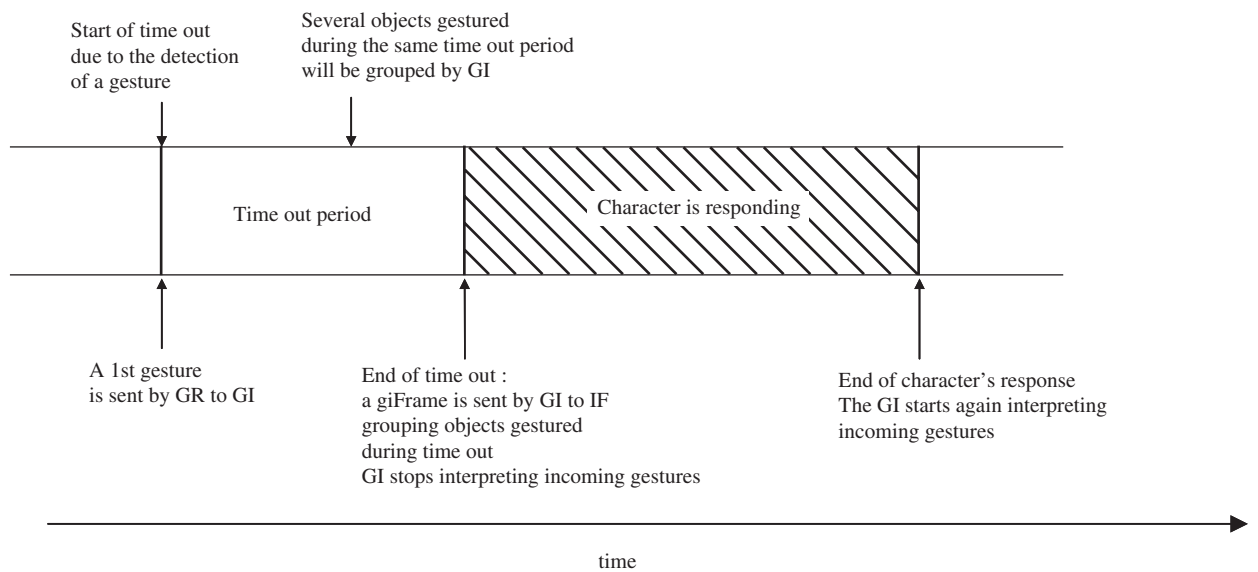 Start of time out
due to the detection
of a gesture
Several objects gestured
during the same time out period
will be grouped by GI
Time out period
Character is responding
A 1st gesture
is sent by GR to GI
End of time out :
a giFrame is sent by GI to IF
grouping objects gestured
during time out
GI stops interpreting incoming gestures
End of character's response
The GI starts again interpreting
incoming gestures
time